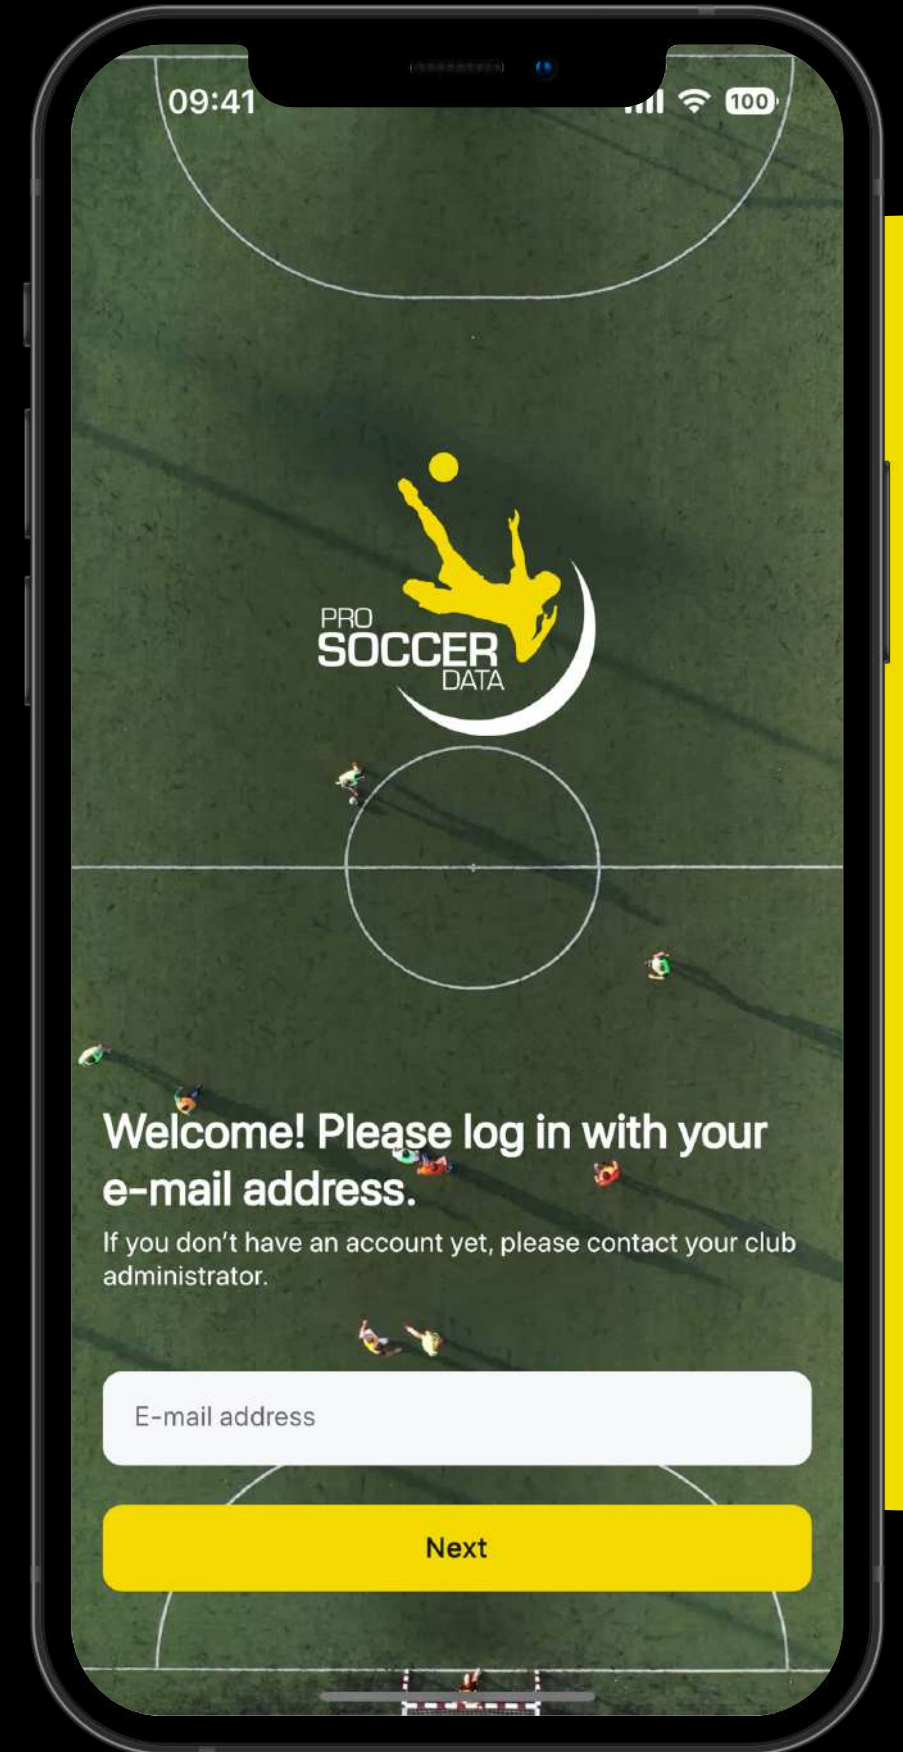 09:41
100
PRO
SOCCER
DATA
Welcome! Please log in with your
e-mail address.
If you don't have an account yet, please contact your club
administrator.
E-mail address
Next